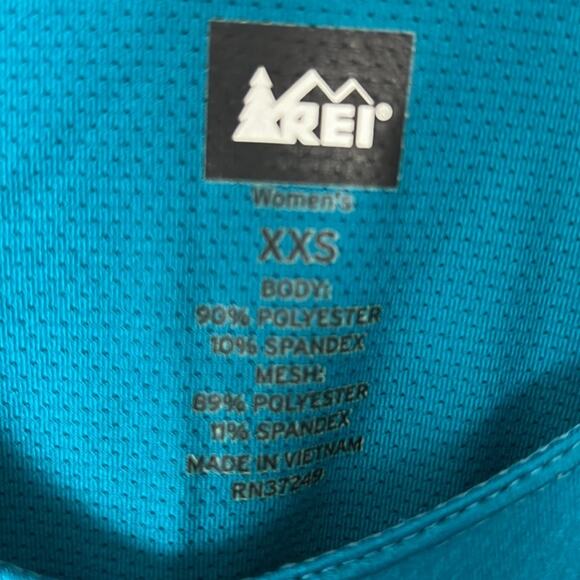 REI®
Women's
XXS
BODY:
90% POLYESTER
10% SPANDEX
MESH:
89% POLYESTER
11% SPANDEX
MADE IN VIETNAM
RN37249